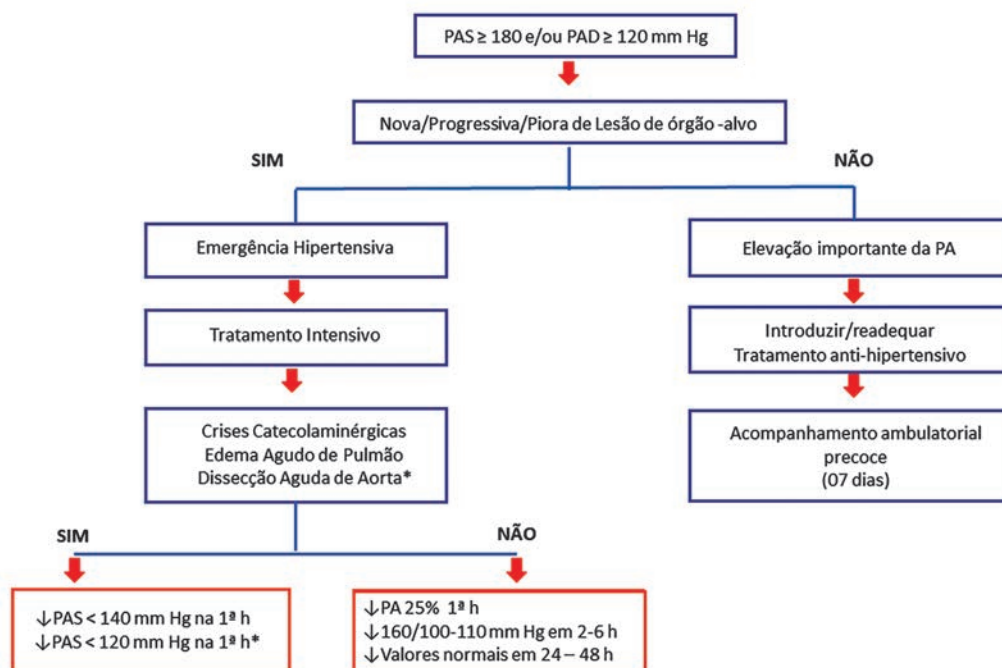 PAS ≥ 180 e/ou PAD ≥ 120 mm Hg
Nova/Progressiva/Piora de Lesão de órgão -alvo
SIM
NÃO
Emergência Hipertensiva
Elevação importante da PA
Tratamento Intensivo
Introduzir/readequar
Tratamento anti-hipertensivo
Crises Catecolaminérgicas
Edema Agudo de Pulmão
Dissecção Aguda de Aorta*
Acompanhamento ambulatorial
precoce
(07 dias)
SIM
NÃO
↓PAS < 140 mm Hg na 1ª h
↓PAS < 120 mm Hg na 1ª h*
↓PA 25% 1ª h
↓160/100-110 mm Hg em 2-6 h
↓Valores normais em 24 – 48 h